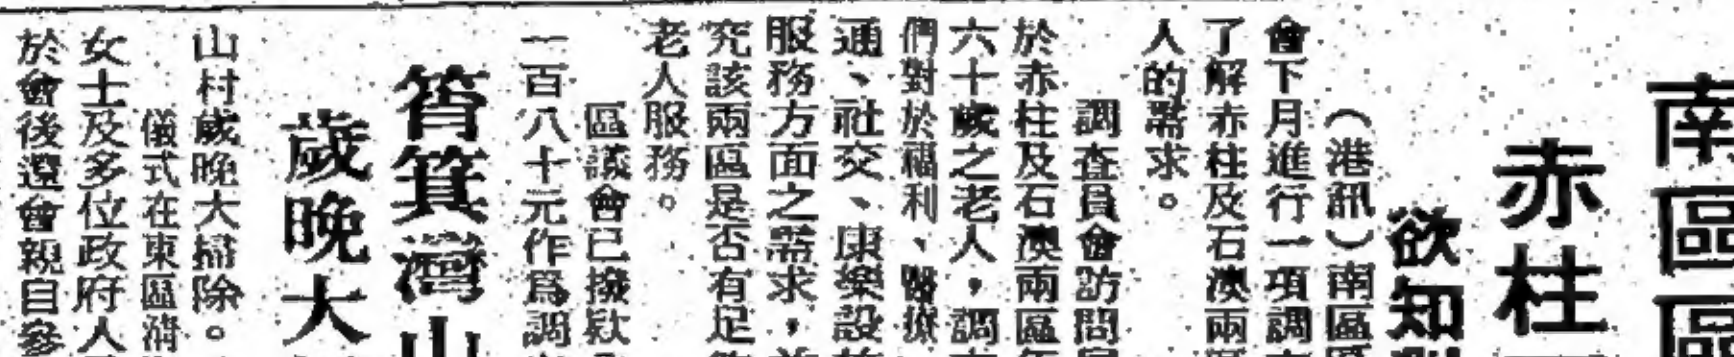 南區
赤柱
欲知
（港訊）南區
會下月進行一項調
了解赤柱及石澳兩
人的需求。
調查員會訪問
於赤柱及石澳兩區年
六十歲之老人，調
們對於福利、醫療
通、社交、康樂設
服務方面之需求，
究該兩區是否有足
老人服務。
區議會已撥款
一百八十元作為調
筲箕灣山
歲晚大
山村歲晚大掃除。
儀式在東區
女士及多位政府人
於會後還會親自參